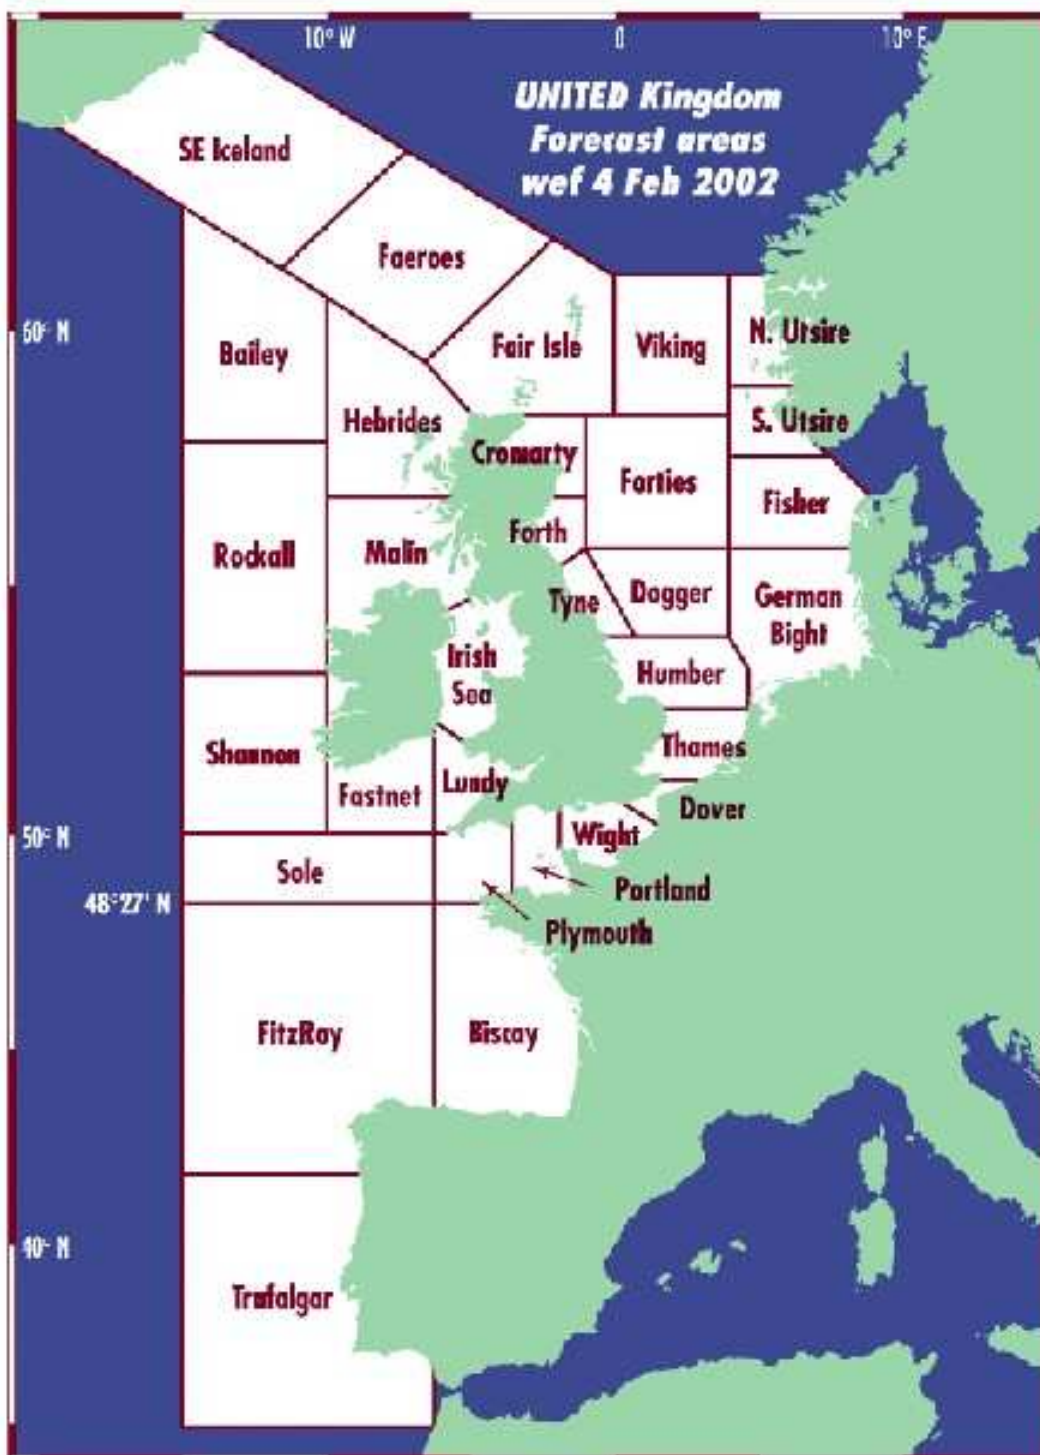 10° W
0
10° E
UNITED Kingdom
Forecast areas
wef 4 Feb 2002
SE Iceland
Faeroes
60° N
Bailey
Fair Isle
Viking
N. Utsire
Hebrides
S. Utsire
Cromarty
Forties
Fisher
Rockall
Malin
Forth
Tyne
Dogger
German
Bight
Irish
Sea
Humber
Shannon
Fastnet
Lundy
Thames
Dover
50° N
Wight
Sole
Portland
48°27' N
Plymouth
FitzRoy
Biscay
40° N
Trafalgar